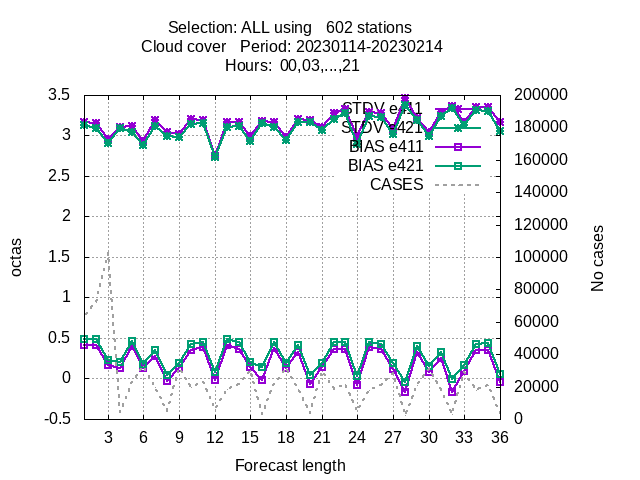 Selection: ALL using   602 stations
Cloud cover   Period: 20230114-20230214
Hours:  00,03,...,21
STDV e411
STDV e421
BIAS e411
BIAS e421
CASES
octas
No cases
3.5
3
2.5
2
1.5
1
0.5
0
-0.5
200000
180000
160000
140000
120000
100000
80000
60000
40000
20000
0
3 6 9 12 15 18 21 24 27 30 33 36
Forecast length